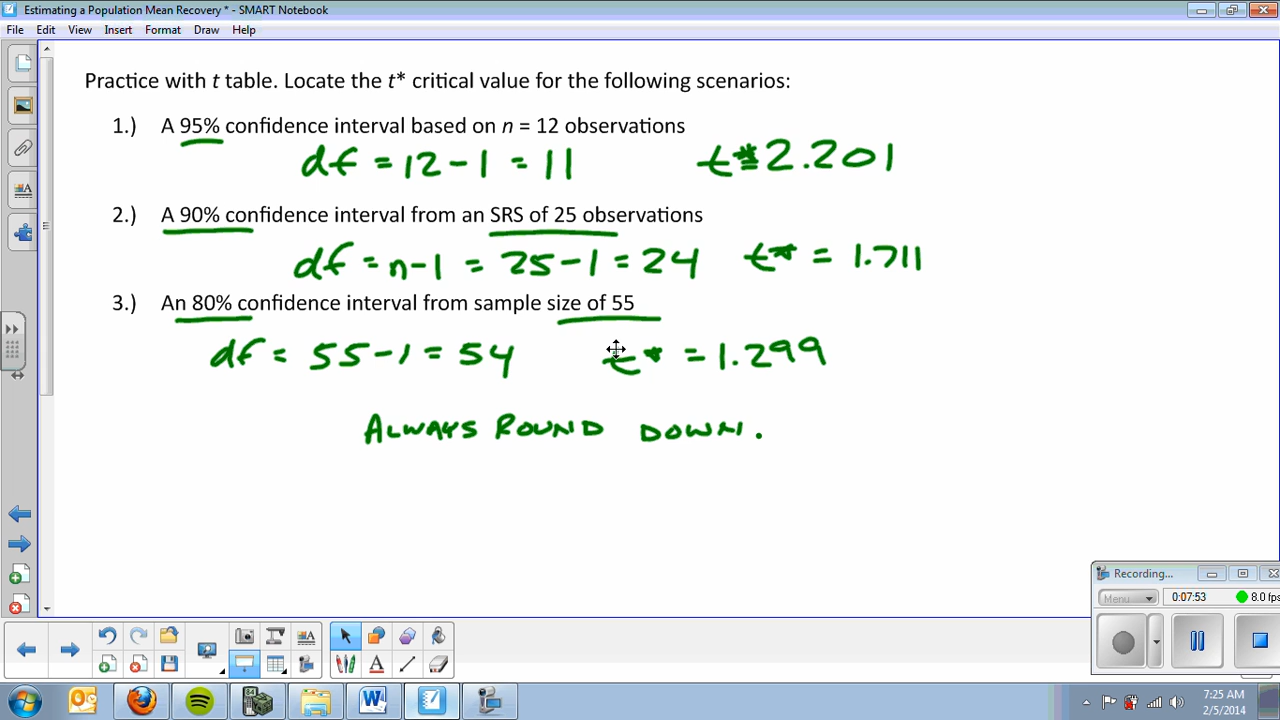 Estimating a Population Mean Recovery * - SMART Notebook
File Edit View Insert Format Draw Help
Practice with t table. Locate the t* critical value for the following scenarios:
1.) A 95% confidence interval based on n = 12 observations
df = 12 - 1 = 11 t* = 2.201
2.) A 90% confidence interval from an SRS of 25 observations
df = n - 1 = 25 - 1 = 24 t* = 1.711
3.) An 80% confidence interval from sample size of 55
df = 55 - 1 = 54 t* = 1.299
ALWAYS ROUND DOWN.
Recording...
Menu 0:07:53 8.0 fps
7:25 AM
2/5/2014